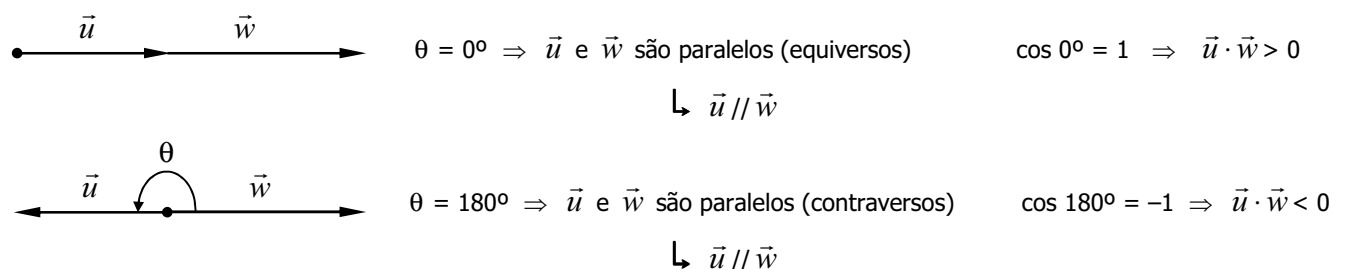 u⃗ w⃗ θ = 0º ⇒ u⃗ e w⃗ são paralelos (equiversos) cos 0º = 1 ⇒ u⃗ · w⃗ > 0
↳ u⃗ // w⃗
θ
u⃗ w⃗ θ = 180º ⇒ u⃗ e w⃗ são paralelos (contraversos) cos 180º = –1 ⇒ u⃗ · w⃗ < 0
↳ u⃗ // w⃗